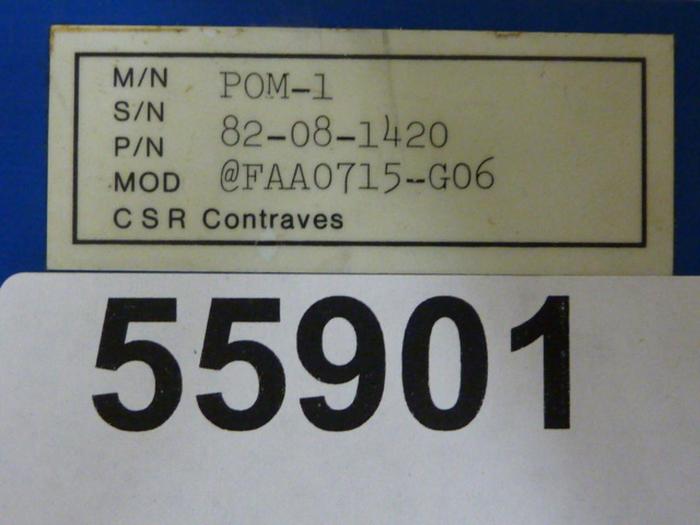 M/N POM-1
S/N 82-08-1420
P/N @FAA0715-G06
MOD
CSR Contraves
55901